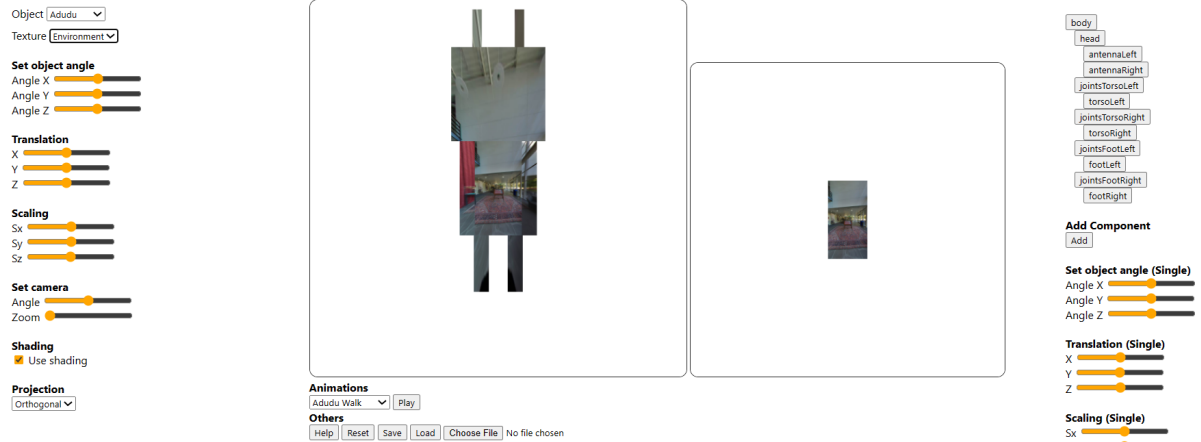 Object Adudu
Texture Environment
Set object angle
Angle X
Angle Y
Angle Z
Translation
X
Y
Z
Scaling
Sx
Sy
Sz
Set camera
Angle
Zoom
Shading
Use shading
Projection
Orthogonal
Animations
Adudu Walk Play
Others
Help Reset Save Load Choose File No file chosen
body
head
antennaLeft
antennaRight
jointsTorsoLeft
torsoLeft
jointsTorsoRight
torsoRight
jointsFootLeft
footLeft
jointsFootRight
footRight
Add Component
Add
Set object angle (Single)
Angle X
Angle Y
Angle Z
Translation (Single)
X
Y
Z
Scaling (Single)
Sx